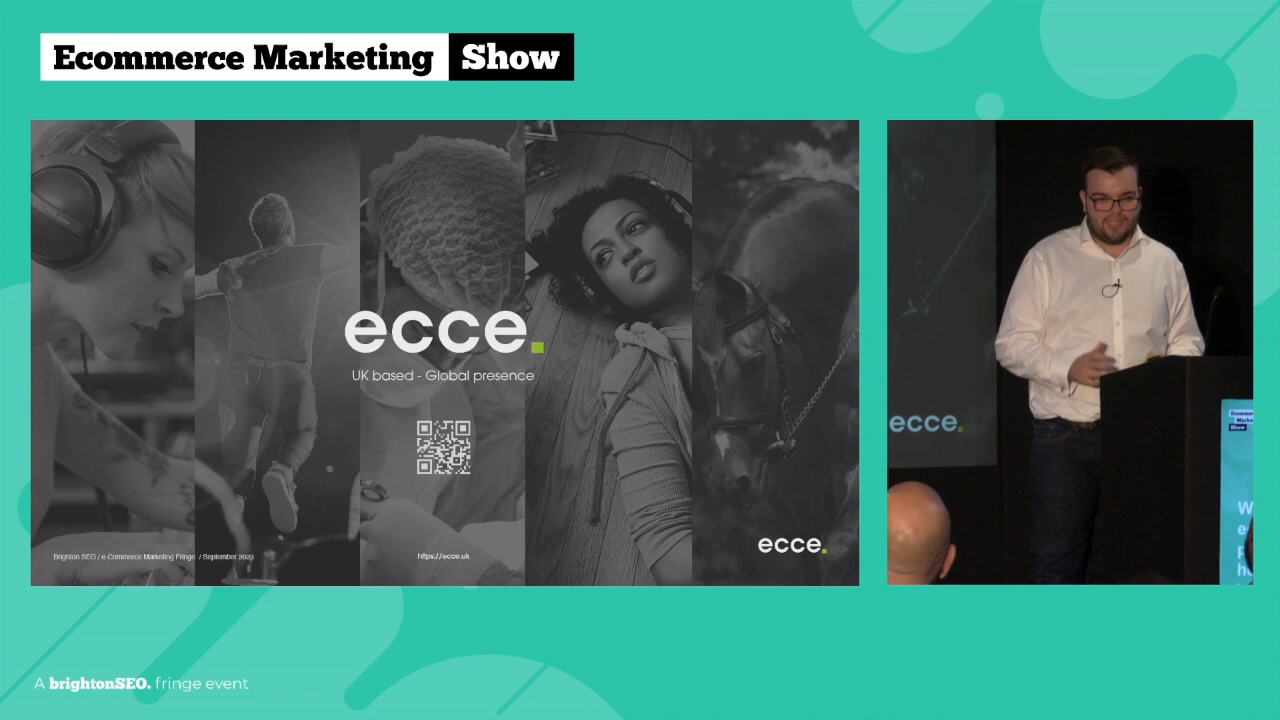 Ecommerce Marketing Show
ecce.
UK based - Global presence
Brighton SEO / e-Commerce Marketing Fringe / September 2023
https://ecce.uk
ecce.
ecce.
Show
A brightonSEO. fringe event